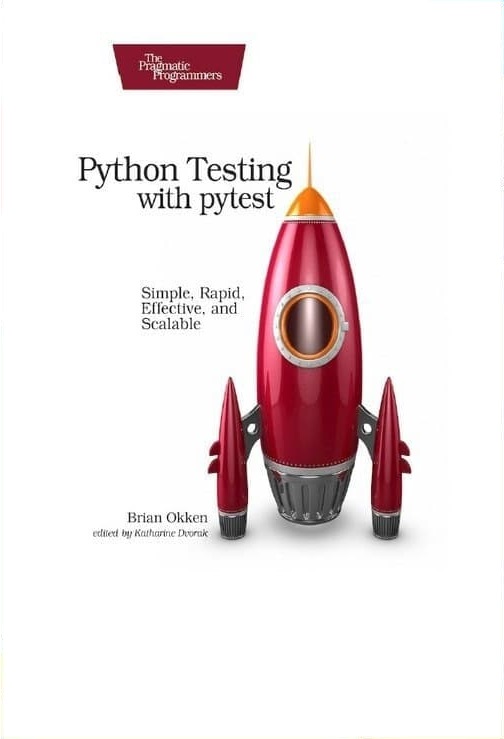 The
Pragmatic
Programmers
Python Testing
with pytest
Simple, Rapid,
Effective, and
Scalable
Brian Okken
edited by Katharine Dvorak